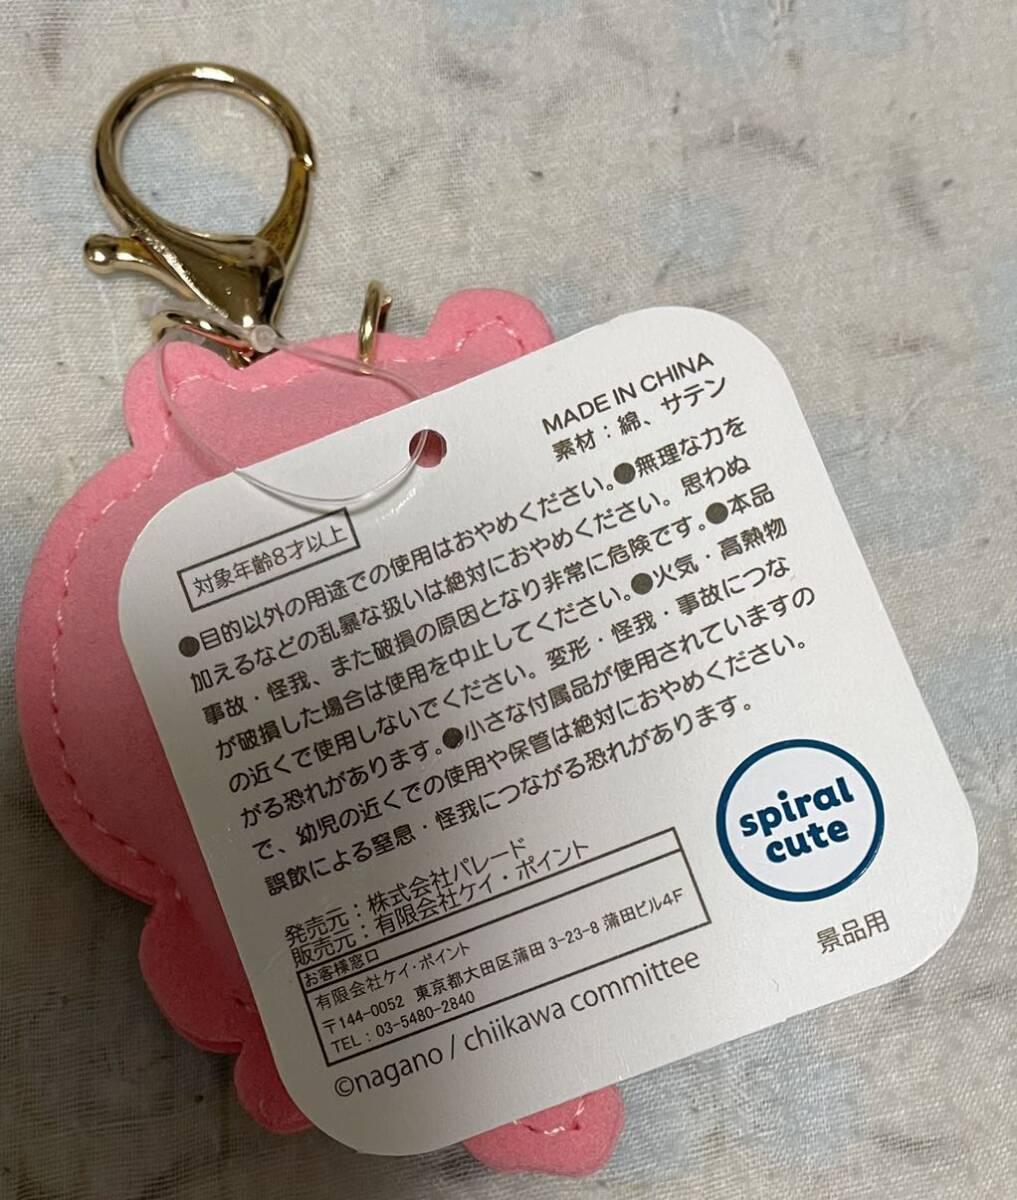 MADE IN CHINA
素材：綿、サテン
対象年齢8才以上
●目的以外の用途での使用はおやめください。●無理な力を
加えるなどの乱暴な扱いは絶対におやめください。思わぬ
事故・怪我、また破損の原因となり非常に危険です。●本品
が破損した場合は使用を中止してください。●火気・高熱物
の近くで使用しないでください。変形・怪我・事故につな
がる恐れがあります。●小さな付属品が使用されていますの
で、幼児の近くでの使用や保管は絶対におやめください。
誤飲による窒息・怪我につながる恐れがあります。
発売元：株式会社パレード
販売元：有限会社ケイ・ポイント
お客様窓口
有限会社ケイ・ポイント
〒144-0052 東京都大田区蒲田 3-23-8 蒲田ビル4F
TEL：03-5480-2840
©nagano / chiikawa committee
spiral
cute
景品用